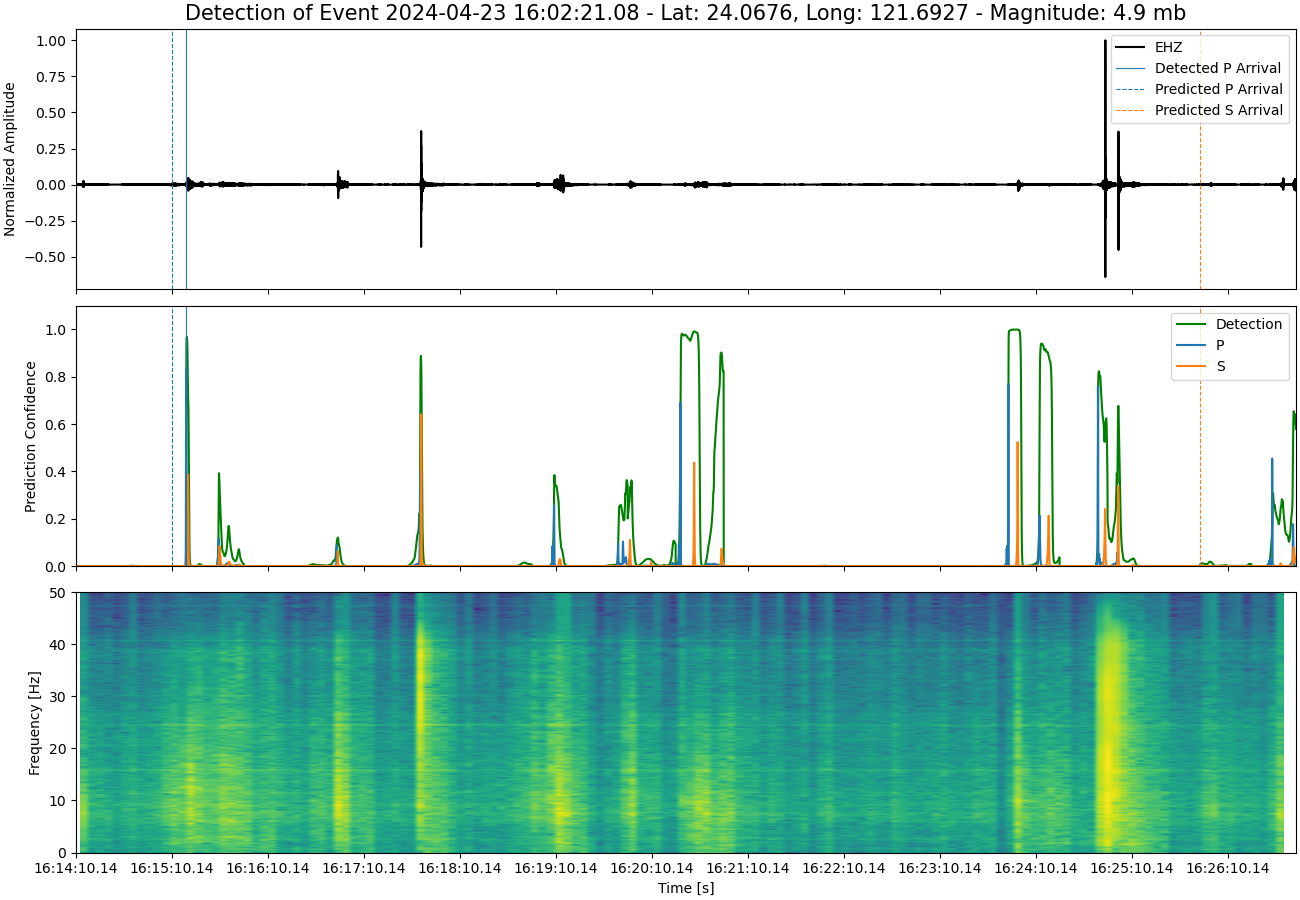 Detection of Event 2024-04-23 16:02:21.08 - Lat: 24.0676, Long: 121.6927 - Magnitude: 4.9 mb
Normalized Amplitude
1.00
0.75
0.50
0.25
0.00
−0.25
−0.50
EHZ
Detected P Arrival
Predicted P Arrival
Predicted S Arrival
Prediction Confidence
1.0
0.8
0.6
0.4
0.2
0.0
Detection
P
S
Frequency [Hz]
50
40
30
20
10
0
16:14:10.14 16:15:10.14 16:16:10.14 16:17:10.14 16:18:10.14 16:19:10.14 16:20:10.14 16:21:10.14 16:22:10.14 16:23:10.14 16:24:10.14 16:25:10.14 16:26:10.14
Time [s]